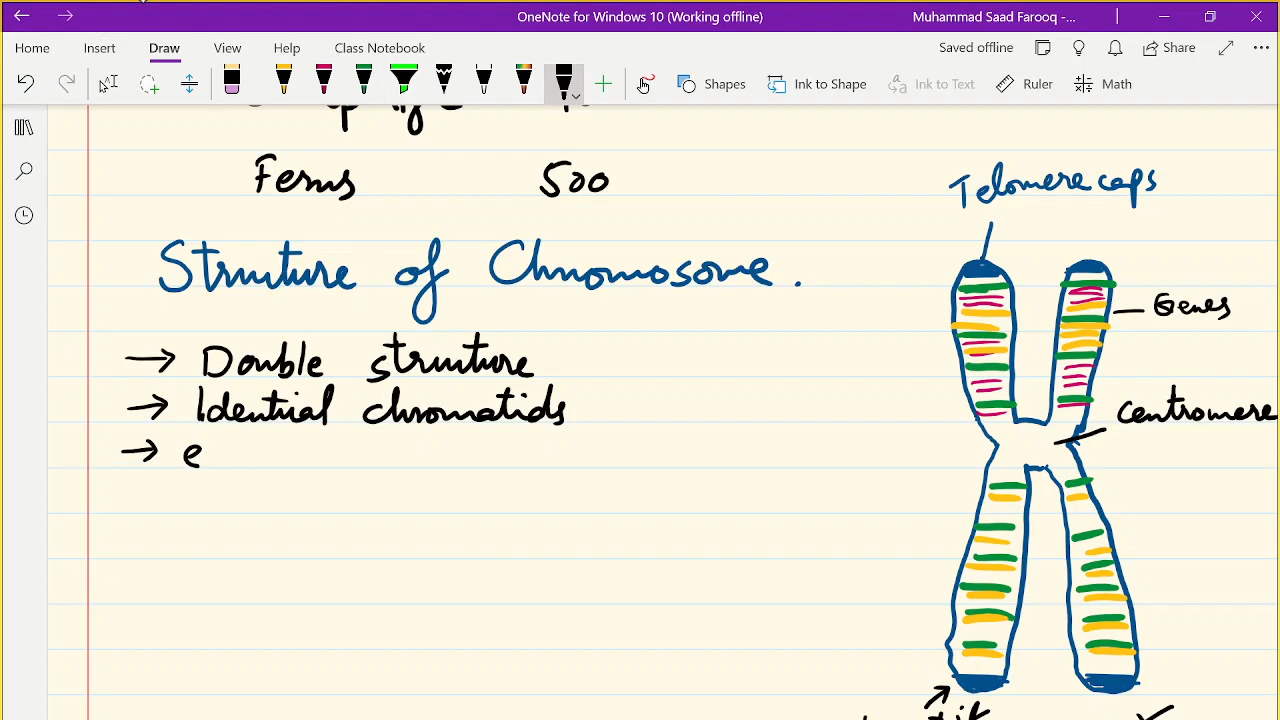 OneNote for Windows 10 (Working offline) Muhammad Saad Farooq -...
Home Insert Draw View Help Class Notebook Saved offline Share
Shapes Ink to Shape Ink to Text Ruler Math
Ferns 500
Telomere caps
Struture of Chromosome.
Genes
→ Double struture
→ Identical chromatids
centromere
→ e